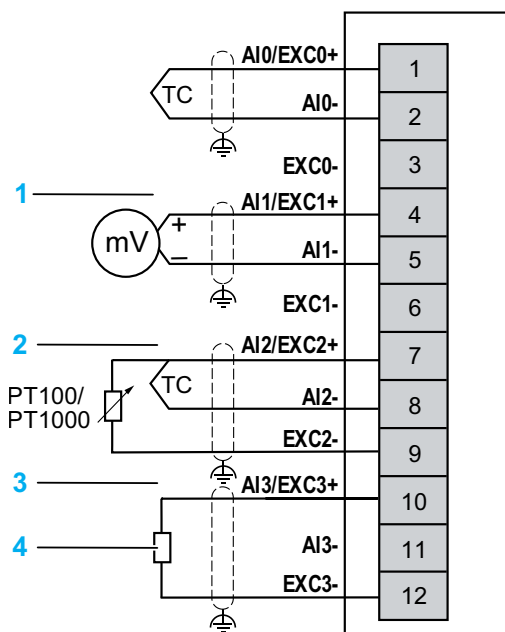 AI0/EXC0+ 1
TC
AI0- 2
EXC0- 3
1
AI1/EXC1+ 4
+
mV
–
AI1- 5
EXC1- 6
2
AI2/EXC2+ 7
TC
PT100/
PT1000
AI2- 8
EXC2- 9
3
AI3/EXC3+ 10
4
AI3- 11
EXC3- 12